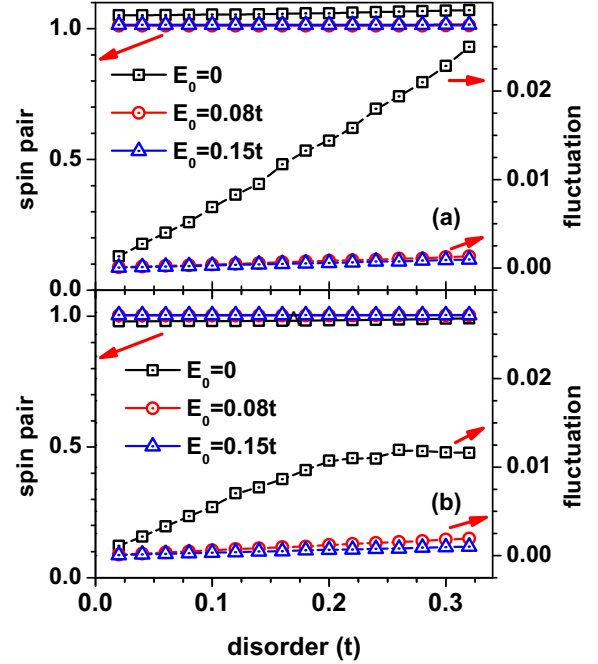 1.0
0.5
0.0
spin pair
E0=0
E0=0.08t
E0=0.15t
(a)
0.02
0.01
0.00
fluctuation
1.0
0.5
0.0
spin pair
E0=0
E0=0.08t
E0=0.15t
(b)
0.02
0.01
0.00
fluctuation
0.0
0.1
0.2
0.3
disorder (t)